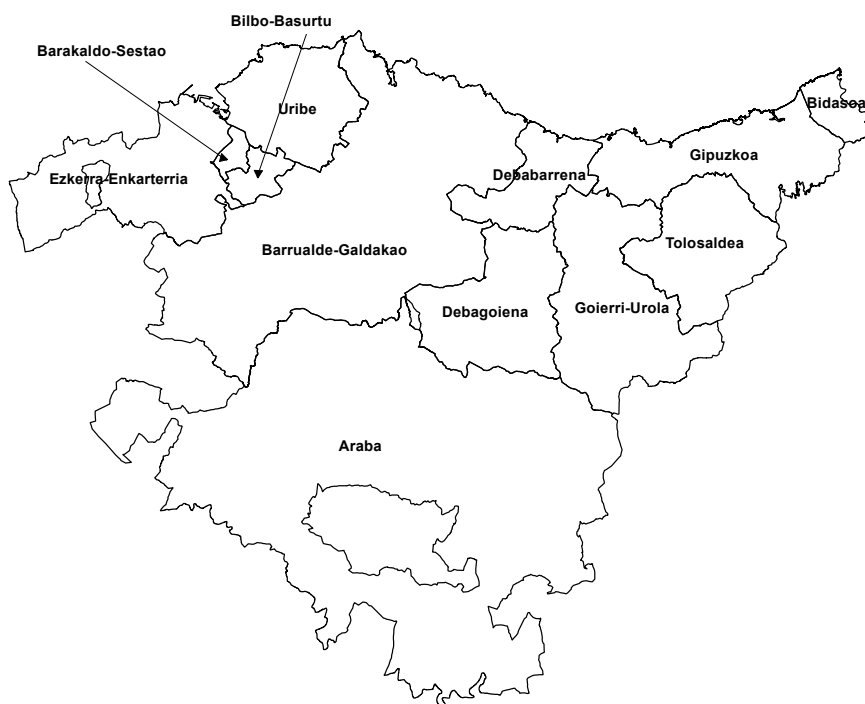 Bilbo-Basurtu
Barakaldo-Sestao
Uribe
Bidasoa
Gipuzkoa
Debabarrena
Ezkerra-Enkarterria
Tolosaldea
Barrualde-Galdakao
Debagoiena
Goierri-Urola
Araba